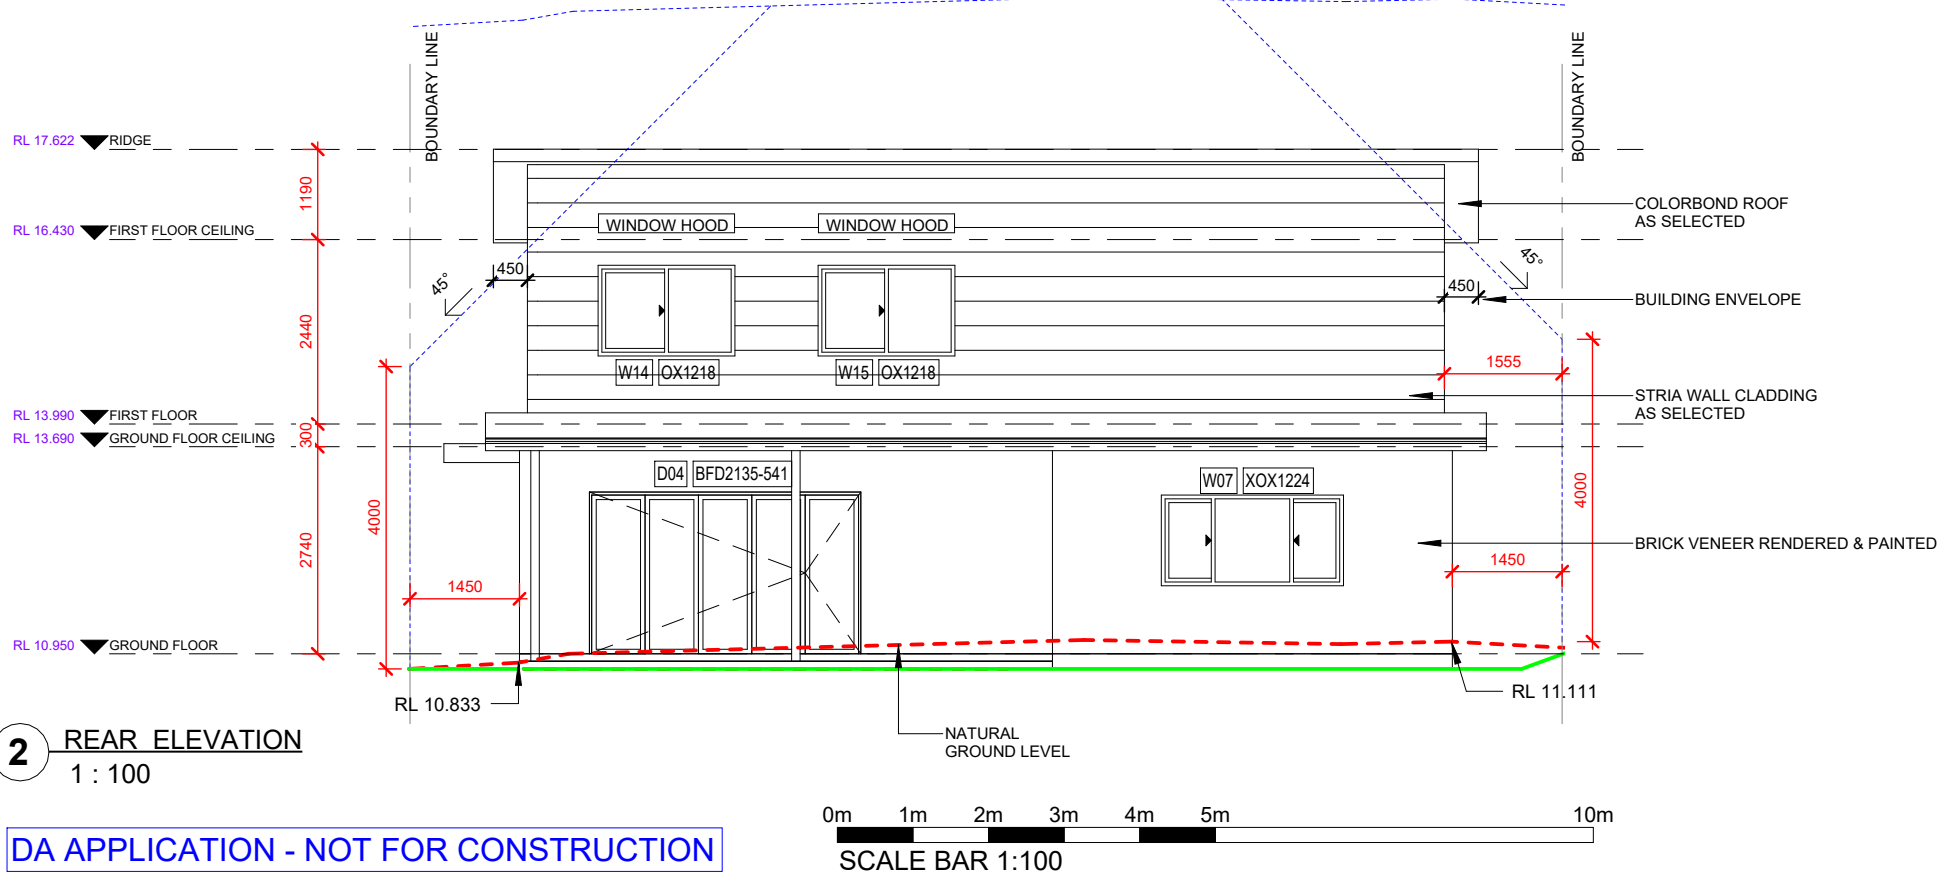 BOUNDARY LINE
BOUNDARY LINE
RL 17.622 RIDGE
1190
COLORBOND ROOF
AS SELECTED
WINDOW HOOD WINDOW HOOD
RL 16.430 FIRST FLOOR CEILING
45°
450
45°
450
BUILDING ENVELOPE
2440
1555
W14 OX1218 W15 OX1218
STRIA WALL CLADDING
AS SELECTED
RL 13.990 FIRST FLOOR
300
RL 13.690 GROUND FLOOR CEILING
D04 BFD2135-541
W07 XOX1224
4000
4000
2740
BRICK VENEER RENDERED & PAINTED
1450
1450
RL 10.950 GROUND FLOOR
RL 10.833
RL 11.111
NATURAL
GROUND LEVEL
2 REAR ELEVATION
1 : 100
0m 1m 2m 3m 4m 5m 10m
SCALE BAR 1:100
DA APPLICATION - NOT FOR CONSTRUCTION